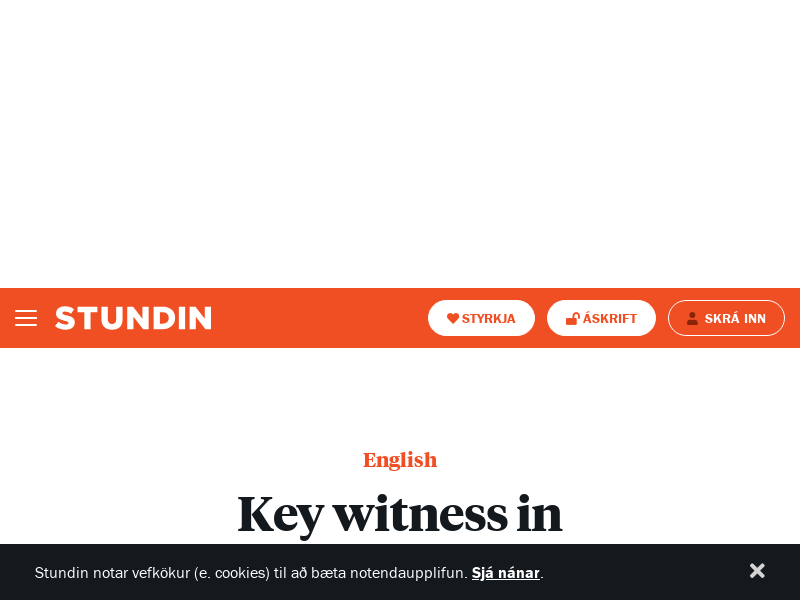 STUNDIN
STYRKJA
ÁSKRIFT
SKRÁ INN
English
Key witness in
Stundin notar vefkökur (e. cookies) til að bæta notendaupplifun. Sjá nánar.